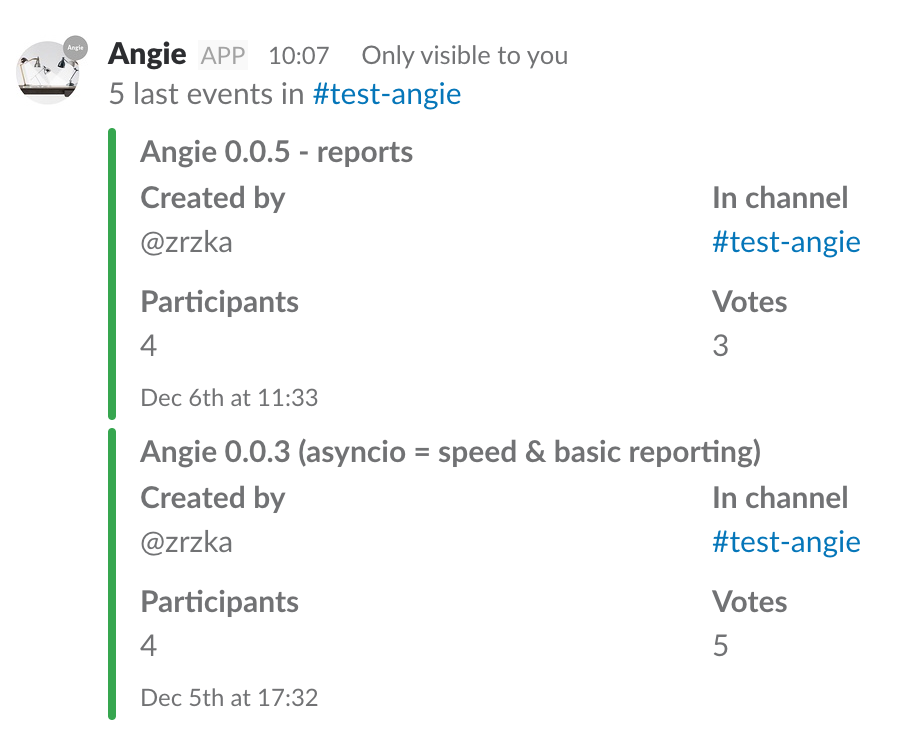 Angie
Angie APP 10:07 Only visible to you
5 last events in #test-angie
Angie 0.0.5 - reports
Created by In channel
@zrzka #test-angie
Participants Votes
4 3
Dec 6th at 11:33
Angie 0.0.3 (asyncio = speed & basic reporting)
Created by In channel
@zrzka #test-angie
Participants Votes
4 5
Dec 5th at 17:32